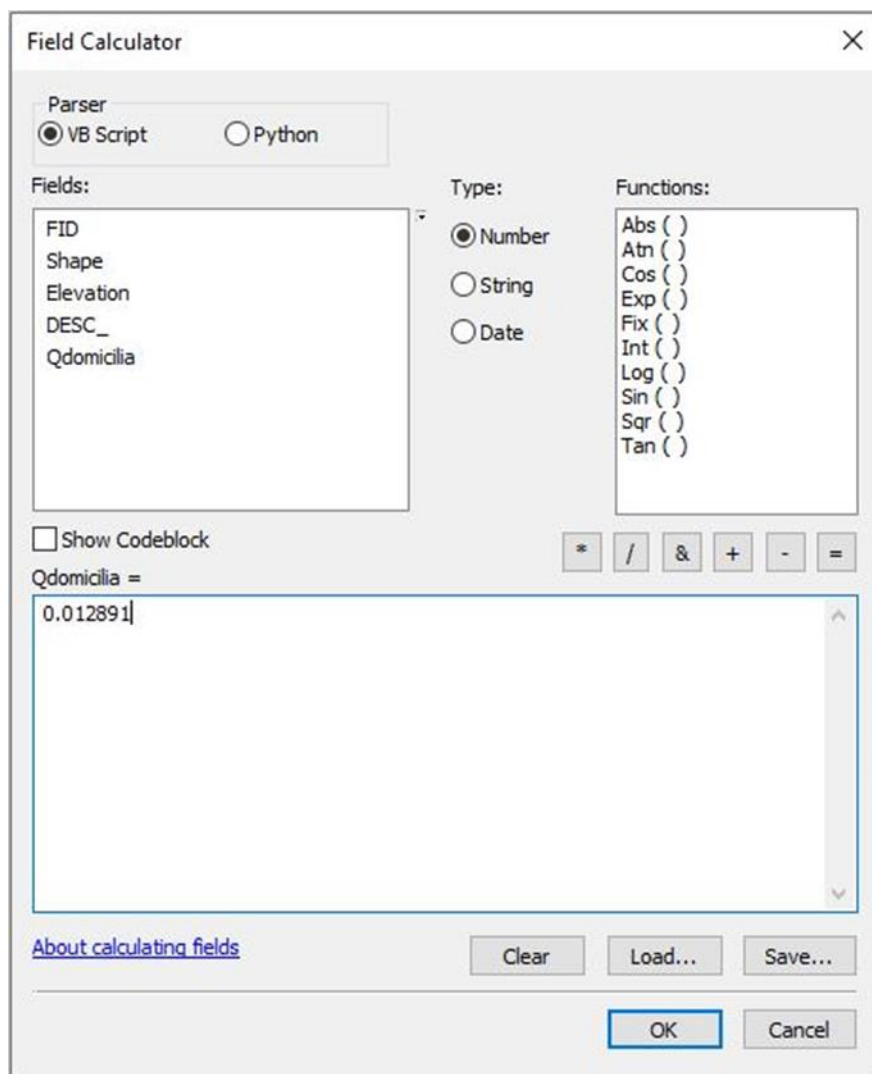 Field Calculator
Parser
VB Script Python
Fields: Type: Functions:
FID
Shape
Elevation
DESC_
Qdomicilia
Number
String
Date
Abs ( )
Atn ( )
Cos ( )
Exp ( )
Fix ( )
Int ( )
Log ( )
Sin ( )
Sqr ( )
Tan ( )
Show Codeblock
* / & + - =
Qdomicilia =
0.012891
About calculating fields
Clear Load... Save...
OK Cancel